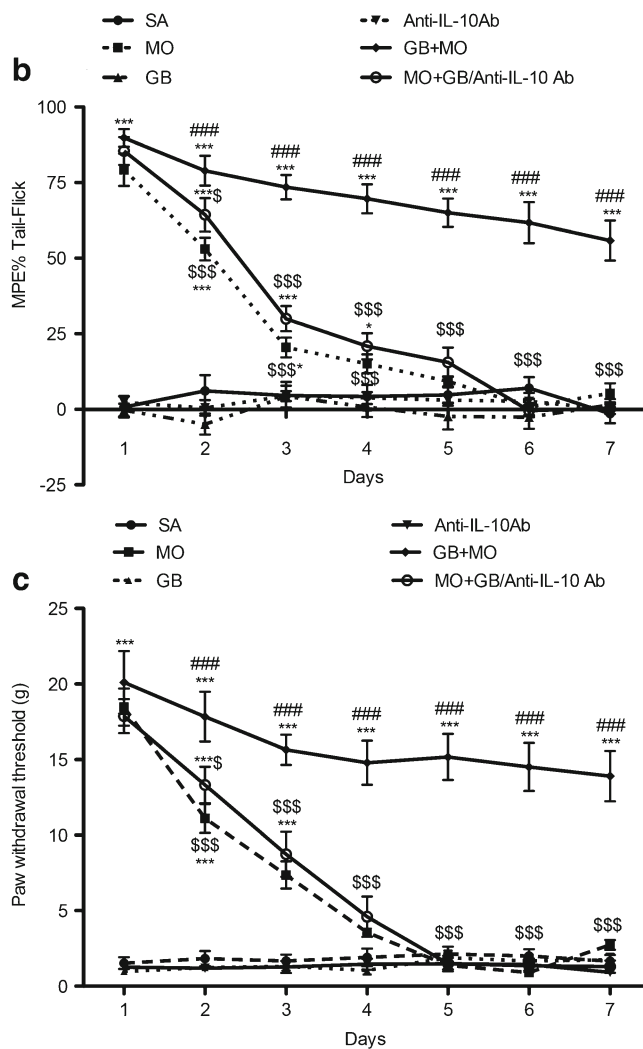 b
SA
MO
GB
Anti-IL-10Ab
GB+MO
MO+GB/Anti-IL-10 Ab
MPE% Tail-Flick
100
75
50
25
0
-25
***
###
***
***$
$$$
***
###
***
$$$
***
$$$*
###
***
$$$
*
$$$
###
***
$$$
###
***
$$$
###
***
$$$
1 2 3 4 5 6 7
Days
c
SA
MO
GB
Anti-IL-10Ab
GB+MO
MO+GB/Anti-IL-10 Ab
Paw withdrawal threshold (g)
25
20
15
10
5
0
***
###
***
***$
$$$
***
###
***
$$$
***
###
***
$$$
###
***
$$$
###
***
$$$
###
***
$$$
1 2 3 4 5 6 7
Days